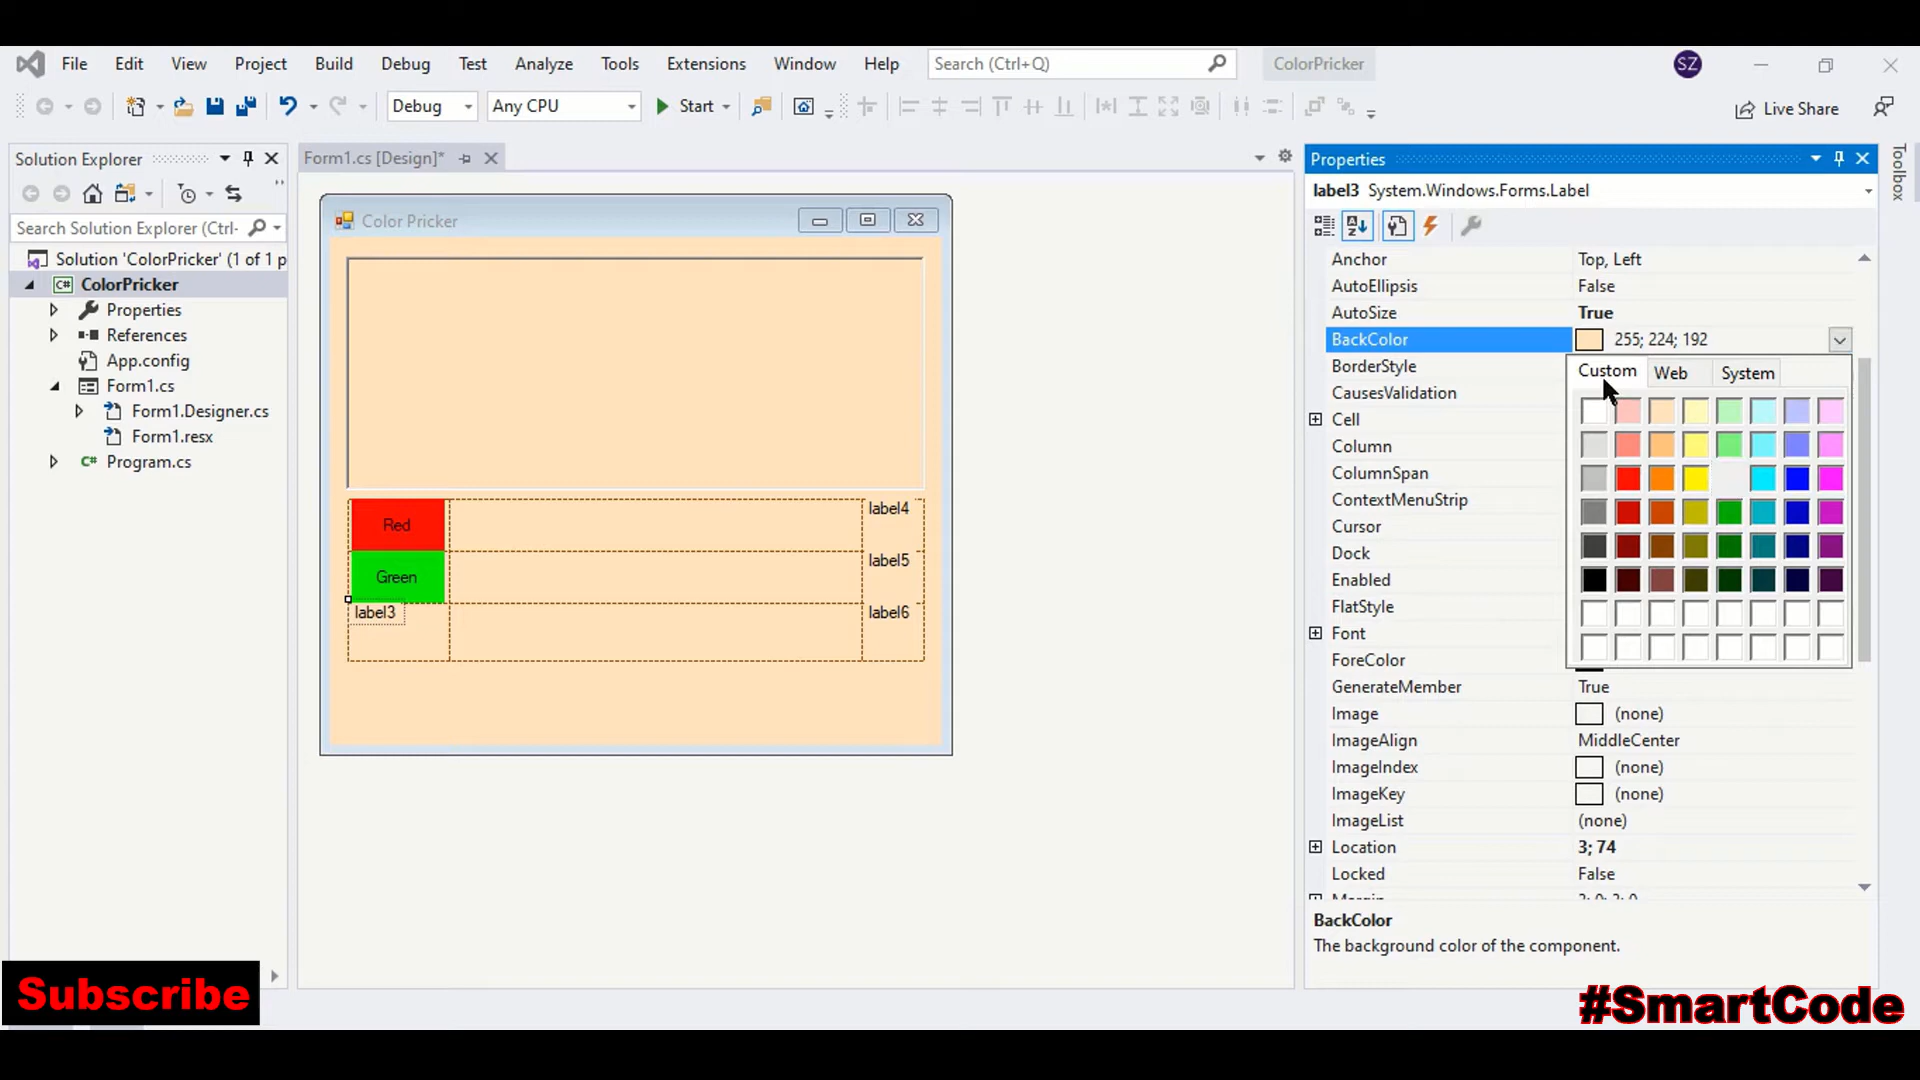 File Edit View Project Build Debug Test Analyze Tools Extensions Window Help Search (Ctrl+Q) ColorPricker SZ
Debug Any CPU Start Live Share
Solution Explorer
Search Solution Explorer (Ctrl-
Solution 'ColorPricker' (1 of 1 p
C# ColorPricker
Properties
References
App.config
Form1.cs
Form1.Designer.cs
Form1.resx
C# Program.cs
Form1.cs [Design]*
Color Pricker
Red label4
Green label5
label3 label6
Properties
Toolbox
label3 System.Windows.Forms.Label
Anchor Top, Left
AutoEllipsis False
AutoSize True
BackColor 255; 224; 192
BorderStyle
CausesValidation
Cell
Column
ColumnSpan
ContextMenuStrip
Cursor
Dock
Enabled
FlatStyle
Font
ForeColor
Custom Web System
GenerateMember True
Image (none)
ImageAlign MiddleCenter
ImageIndex (none)
ImageKey (none)
ImageList (none)
Location 3; 74
Locked False
BackColor
The background color of the component.
Subscribe
#SmartCode